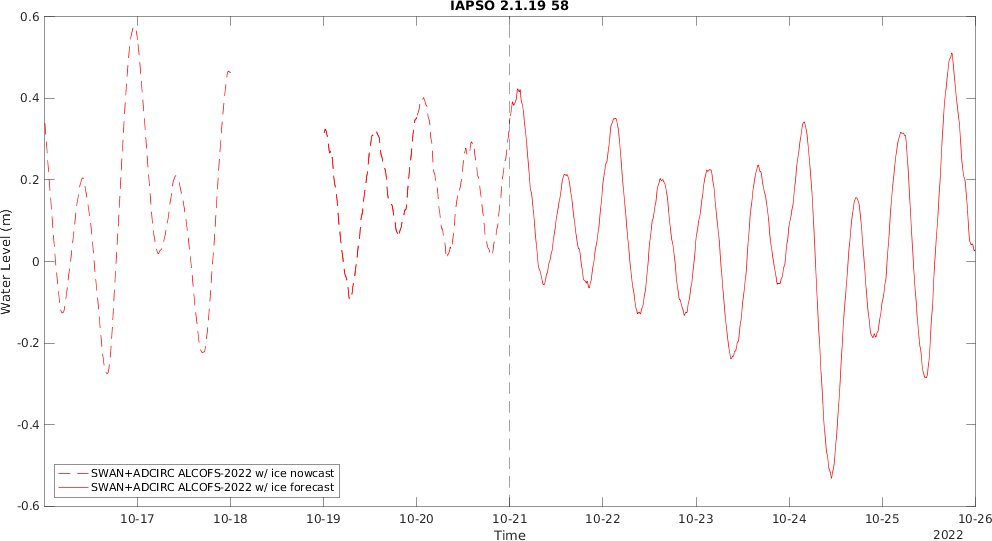 IAPSO 2.1.19 58
0.6
0.4
0.2
0
-0.2
-0.4
-0.6
Water Level (m)
SWAN+ADCIRC ALCOFS-2022 w/ ice nowcast
SWAN+ADCIRC ALCOFS-2022 w/ ice forecast
10-17 10-18 10-19 10-20 10-21 10-22 10-23 10-24 10-25 10-26
Time
2022